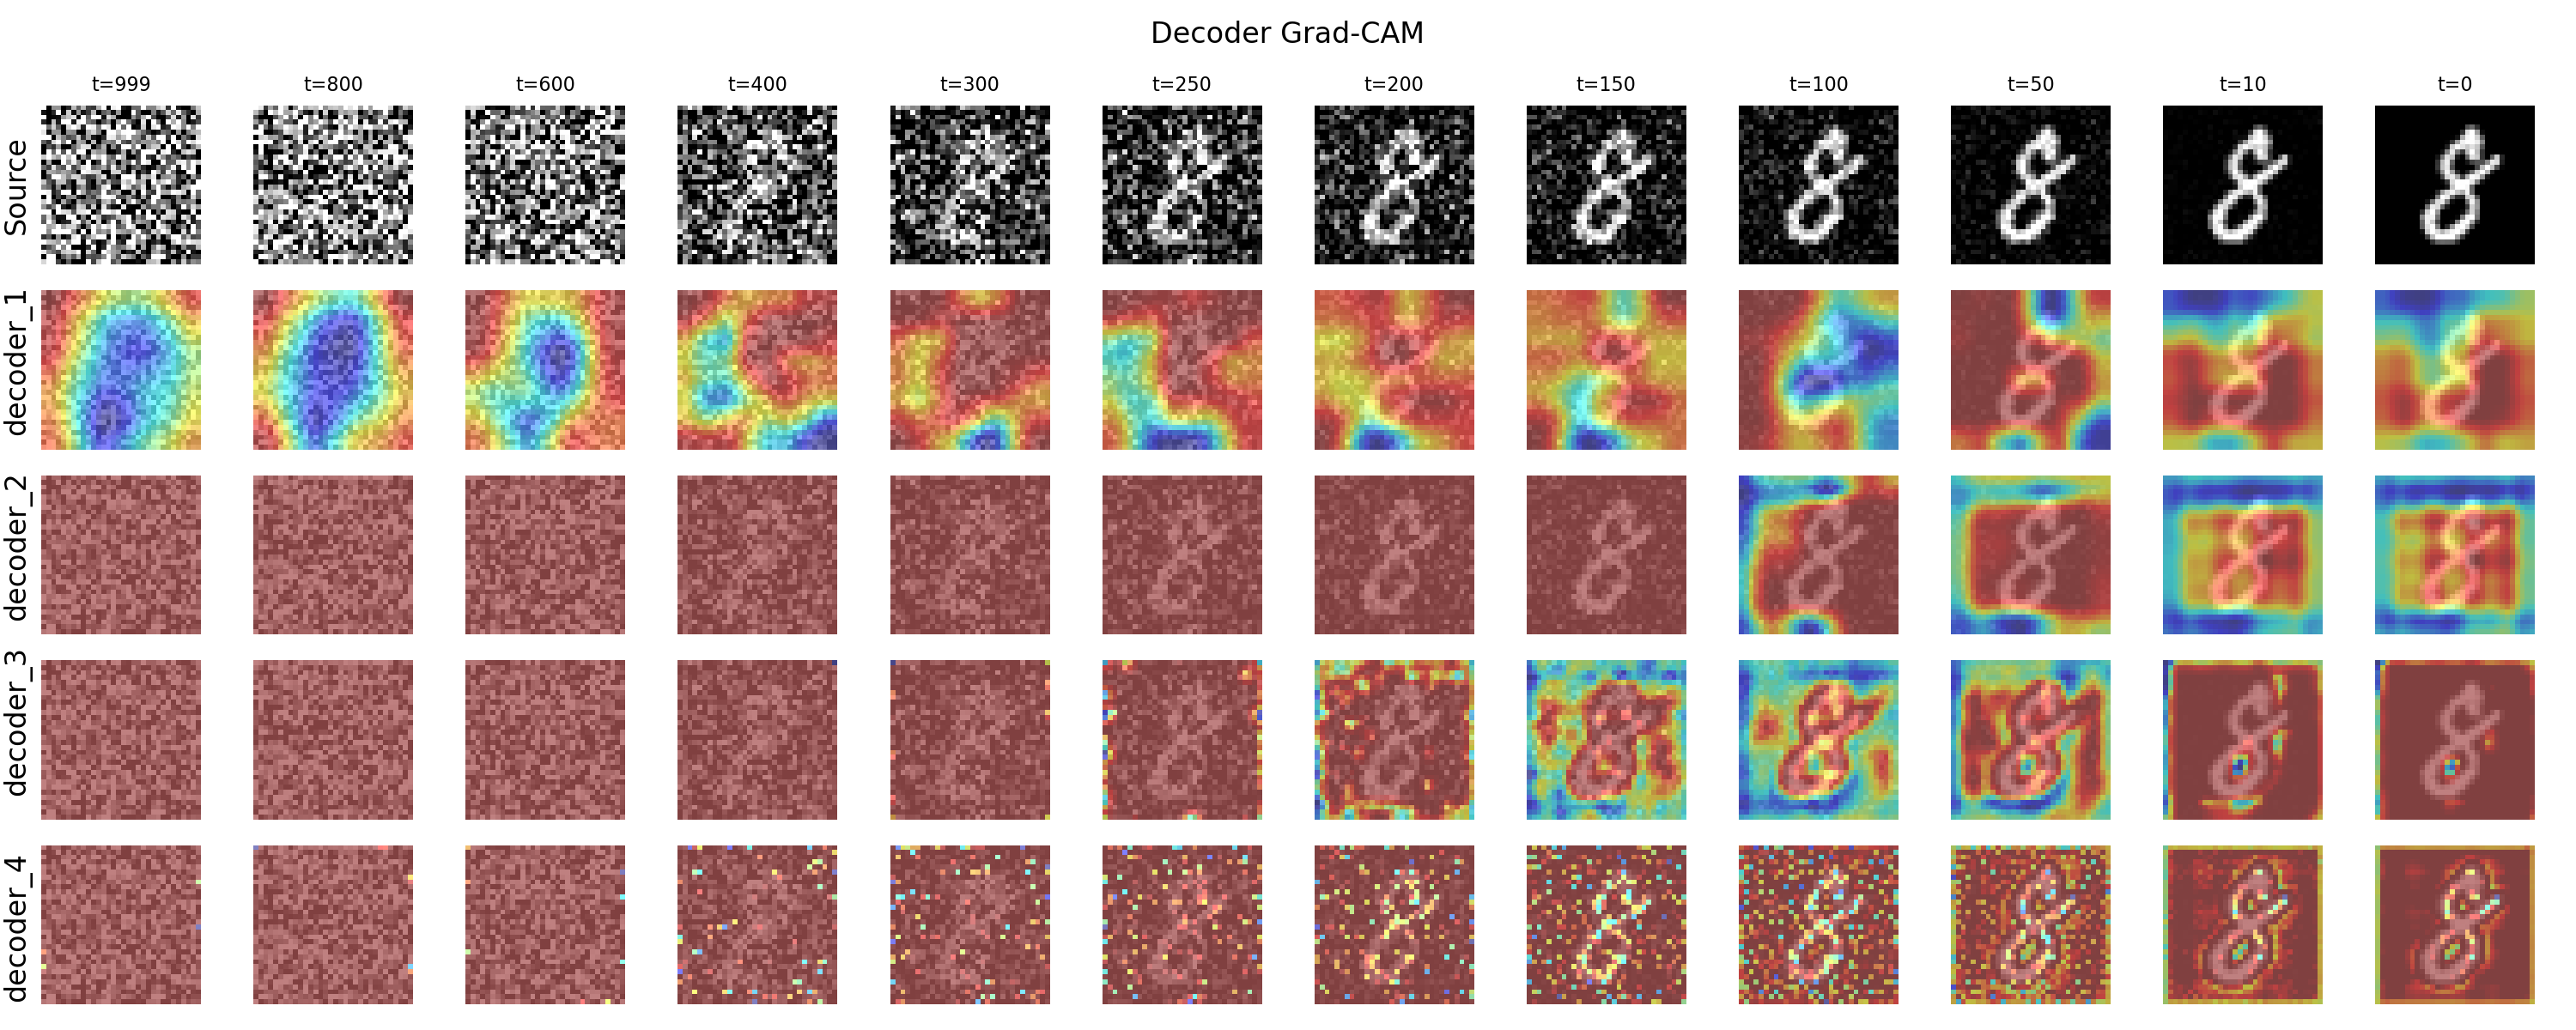 Decoder Grad-CAM
t=999 t=800 t=600 t=400 t=300 t=250 t=200 t=150 t=100 t=50 t=10 t=0
Source
decoder_1
decoder_2
decoder_3
decoder_4
8